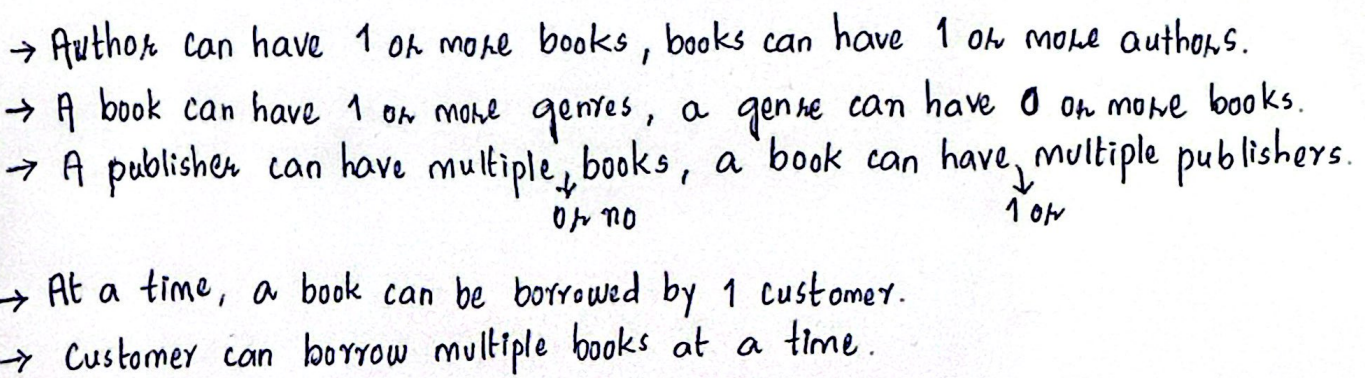 → Author can have 1 or more books, books can have 1 or more authors.
→ A book can have 1 or more genres, a genre can have 0 or more books.
→ A publisher can have multiple ↓ books, a book can have ↓ multiple publishers.
or no 1 or
→ At a time, a book can be borrowed by 1 customer.
→ Customer can borrow multiple books at a time.